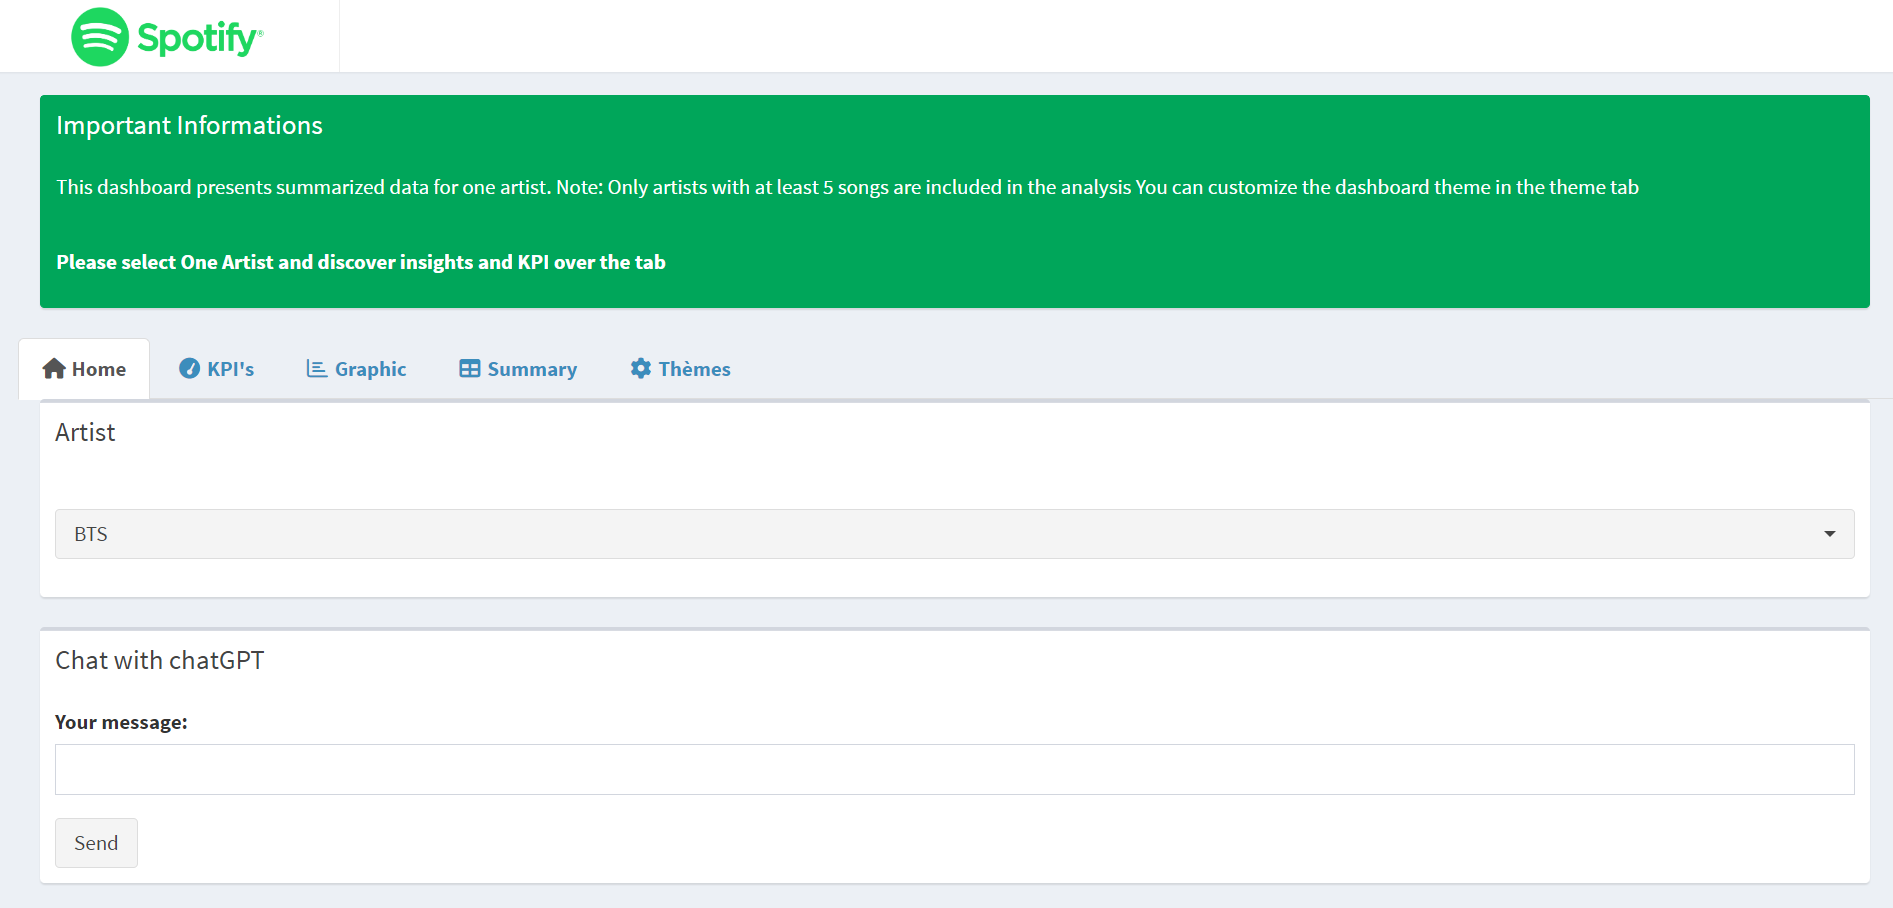 Spotify®
Important Informations
This dashboard presents summarized data for one artist. Note: Only artists with at least 5 songs are included in the analysis You can customize the dashboard theme in the theme tab
Please select One Artist and discover insights and KPI over the tab
Home KPI's Graphic Summary Thèmes
Artist
BTS
Chat with chatGPT
Your message:
Send